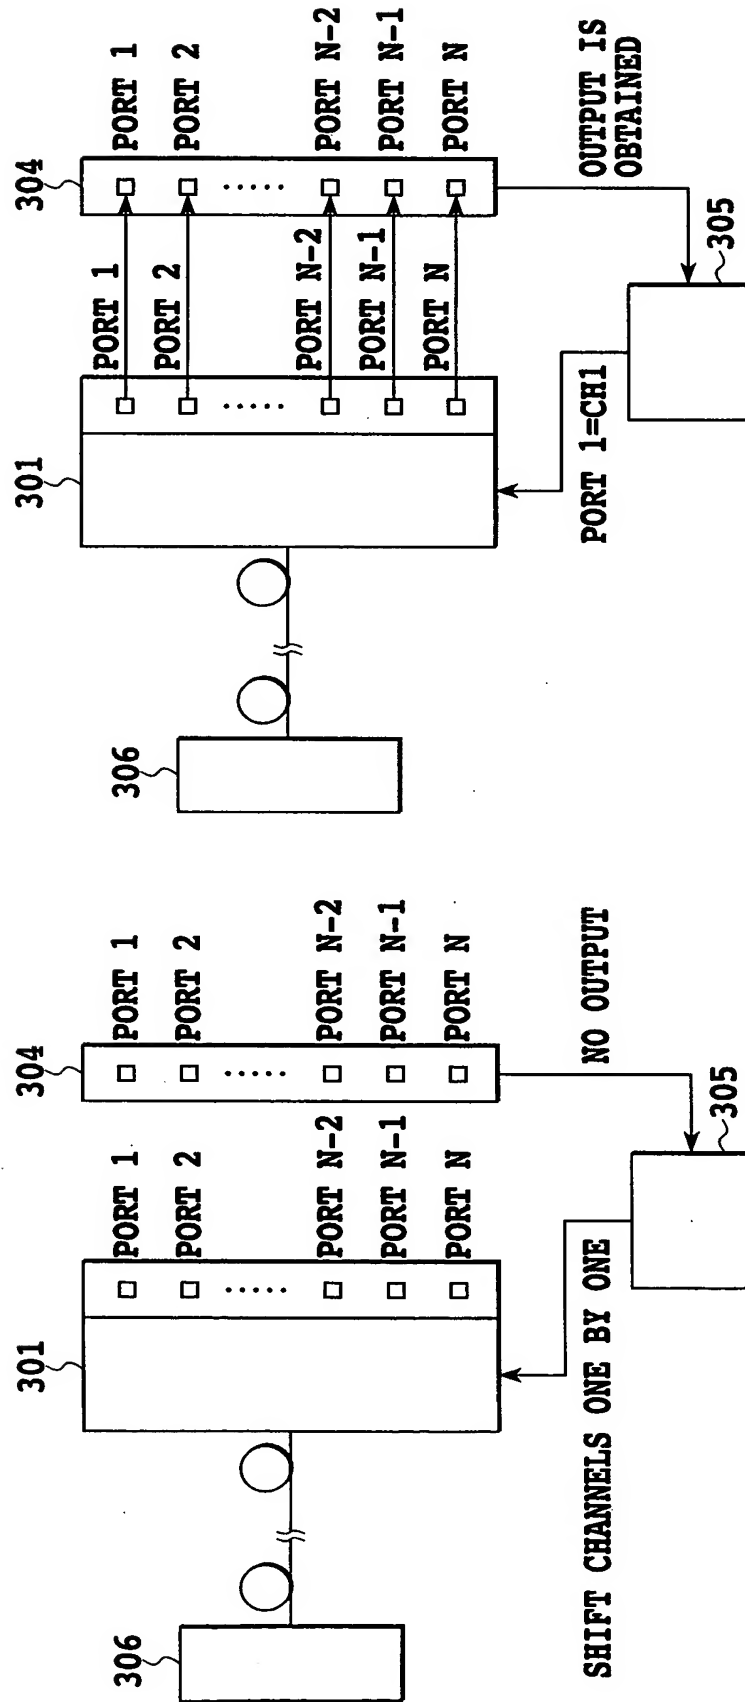 306
301
304
PORT 1
PORT 2
PORT N-2
PORT N-1
PORT N
PORT 1
PORT 2
PORT N-2
PORT N-1
PORT N
SHIFT CHANNELS ONE BY ONE
NO OUTPUT
305
306
301
304
PORT 1
PORT 2
PORT N-2
PORT N-1
PORT N
PORT 1
PORT 2
PORT N-2
PORT N-1
PORT N
PORT 1=CH1
OUTPUT IS
OBTAINED
305